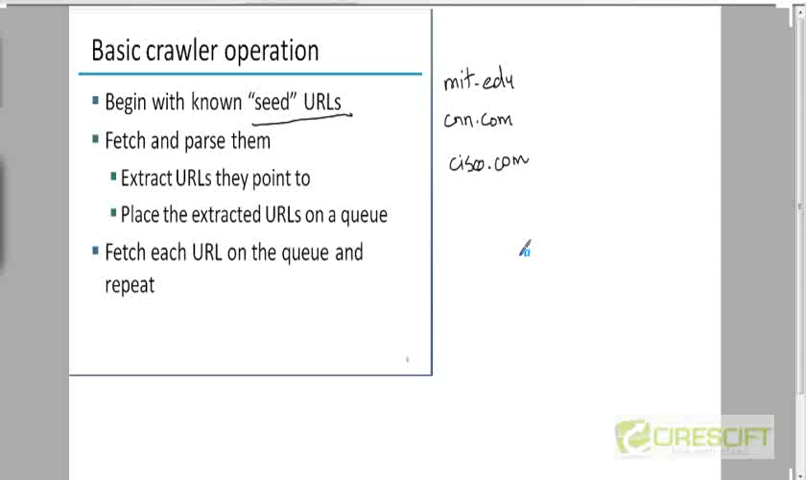 Basic crawler operation
Begin with known “seed” URLs
Fetch and parse them
Extract URLs they point to
Place the extracted URLs on a queue
Fetch each URL on the queue and
repeat
mit-edu
cnn.com
cisco.com